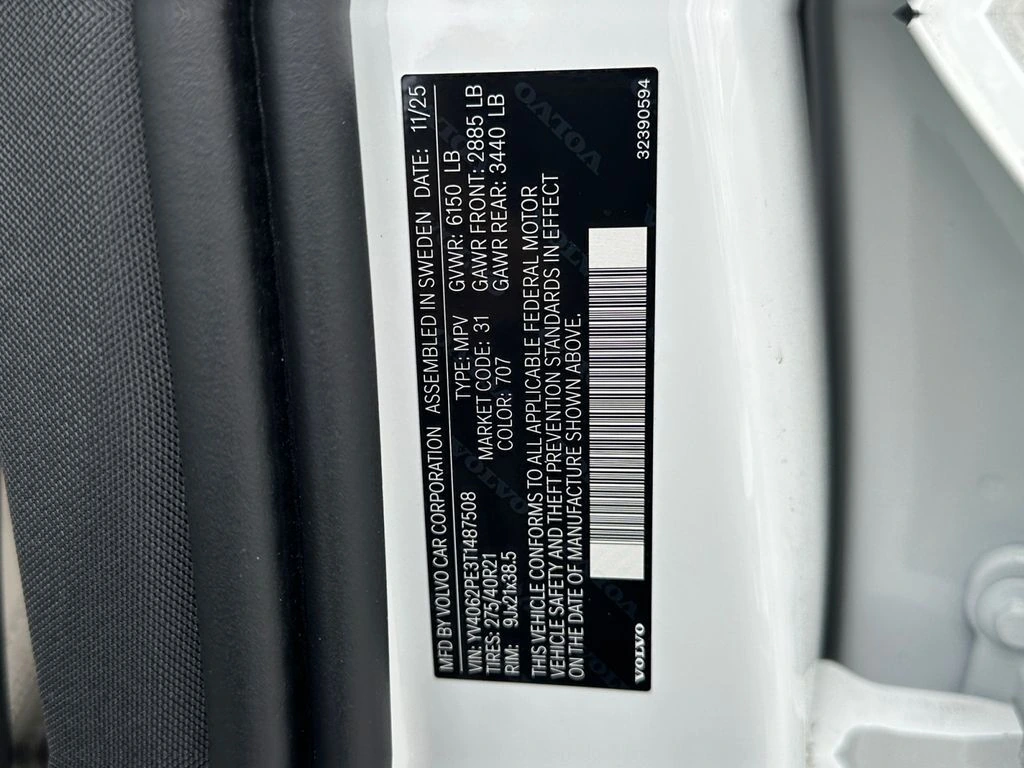 MFD BY VOLVO CAR CORPORATION ASSEMBLED IN SWEDEN DATE: 11/25
VIN: YV4062PE3T1487508 TYPE: MPV GVWR: 6150 LB
TIRES: 275/40R21 MARKET CODE: 31 GAWR FRONT: 2885 LB
RIM: 9Jx21x38.5 COLOR: 707 GAWR REAR: 3440 LB
THIS VEHICLE CONFORMS TO ALL APPLICABLE FEDERAL MOTOR
VEHICLE SAFETY AND THEFT PREVENTION STANDARDS IN EFFECT
ON THE DATE OF MANUFACTURE SHOWN ABOVE.
VOLVO 32390594